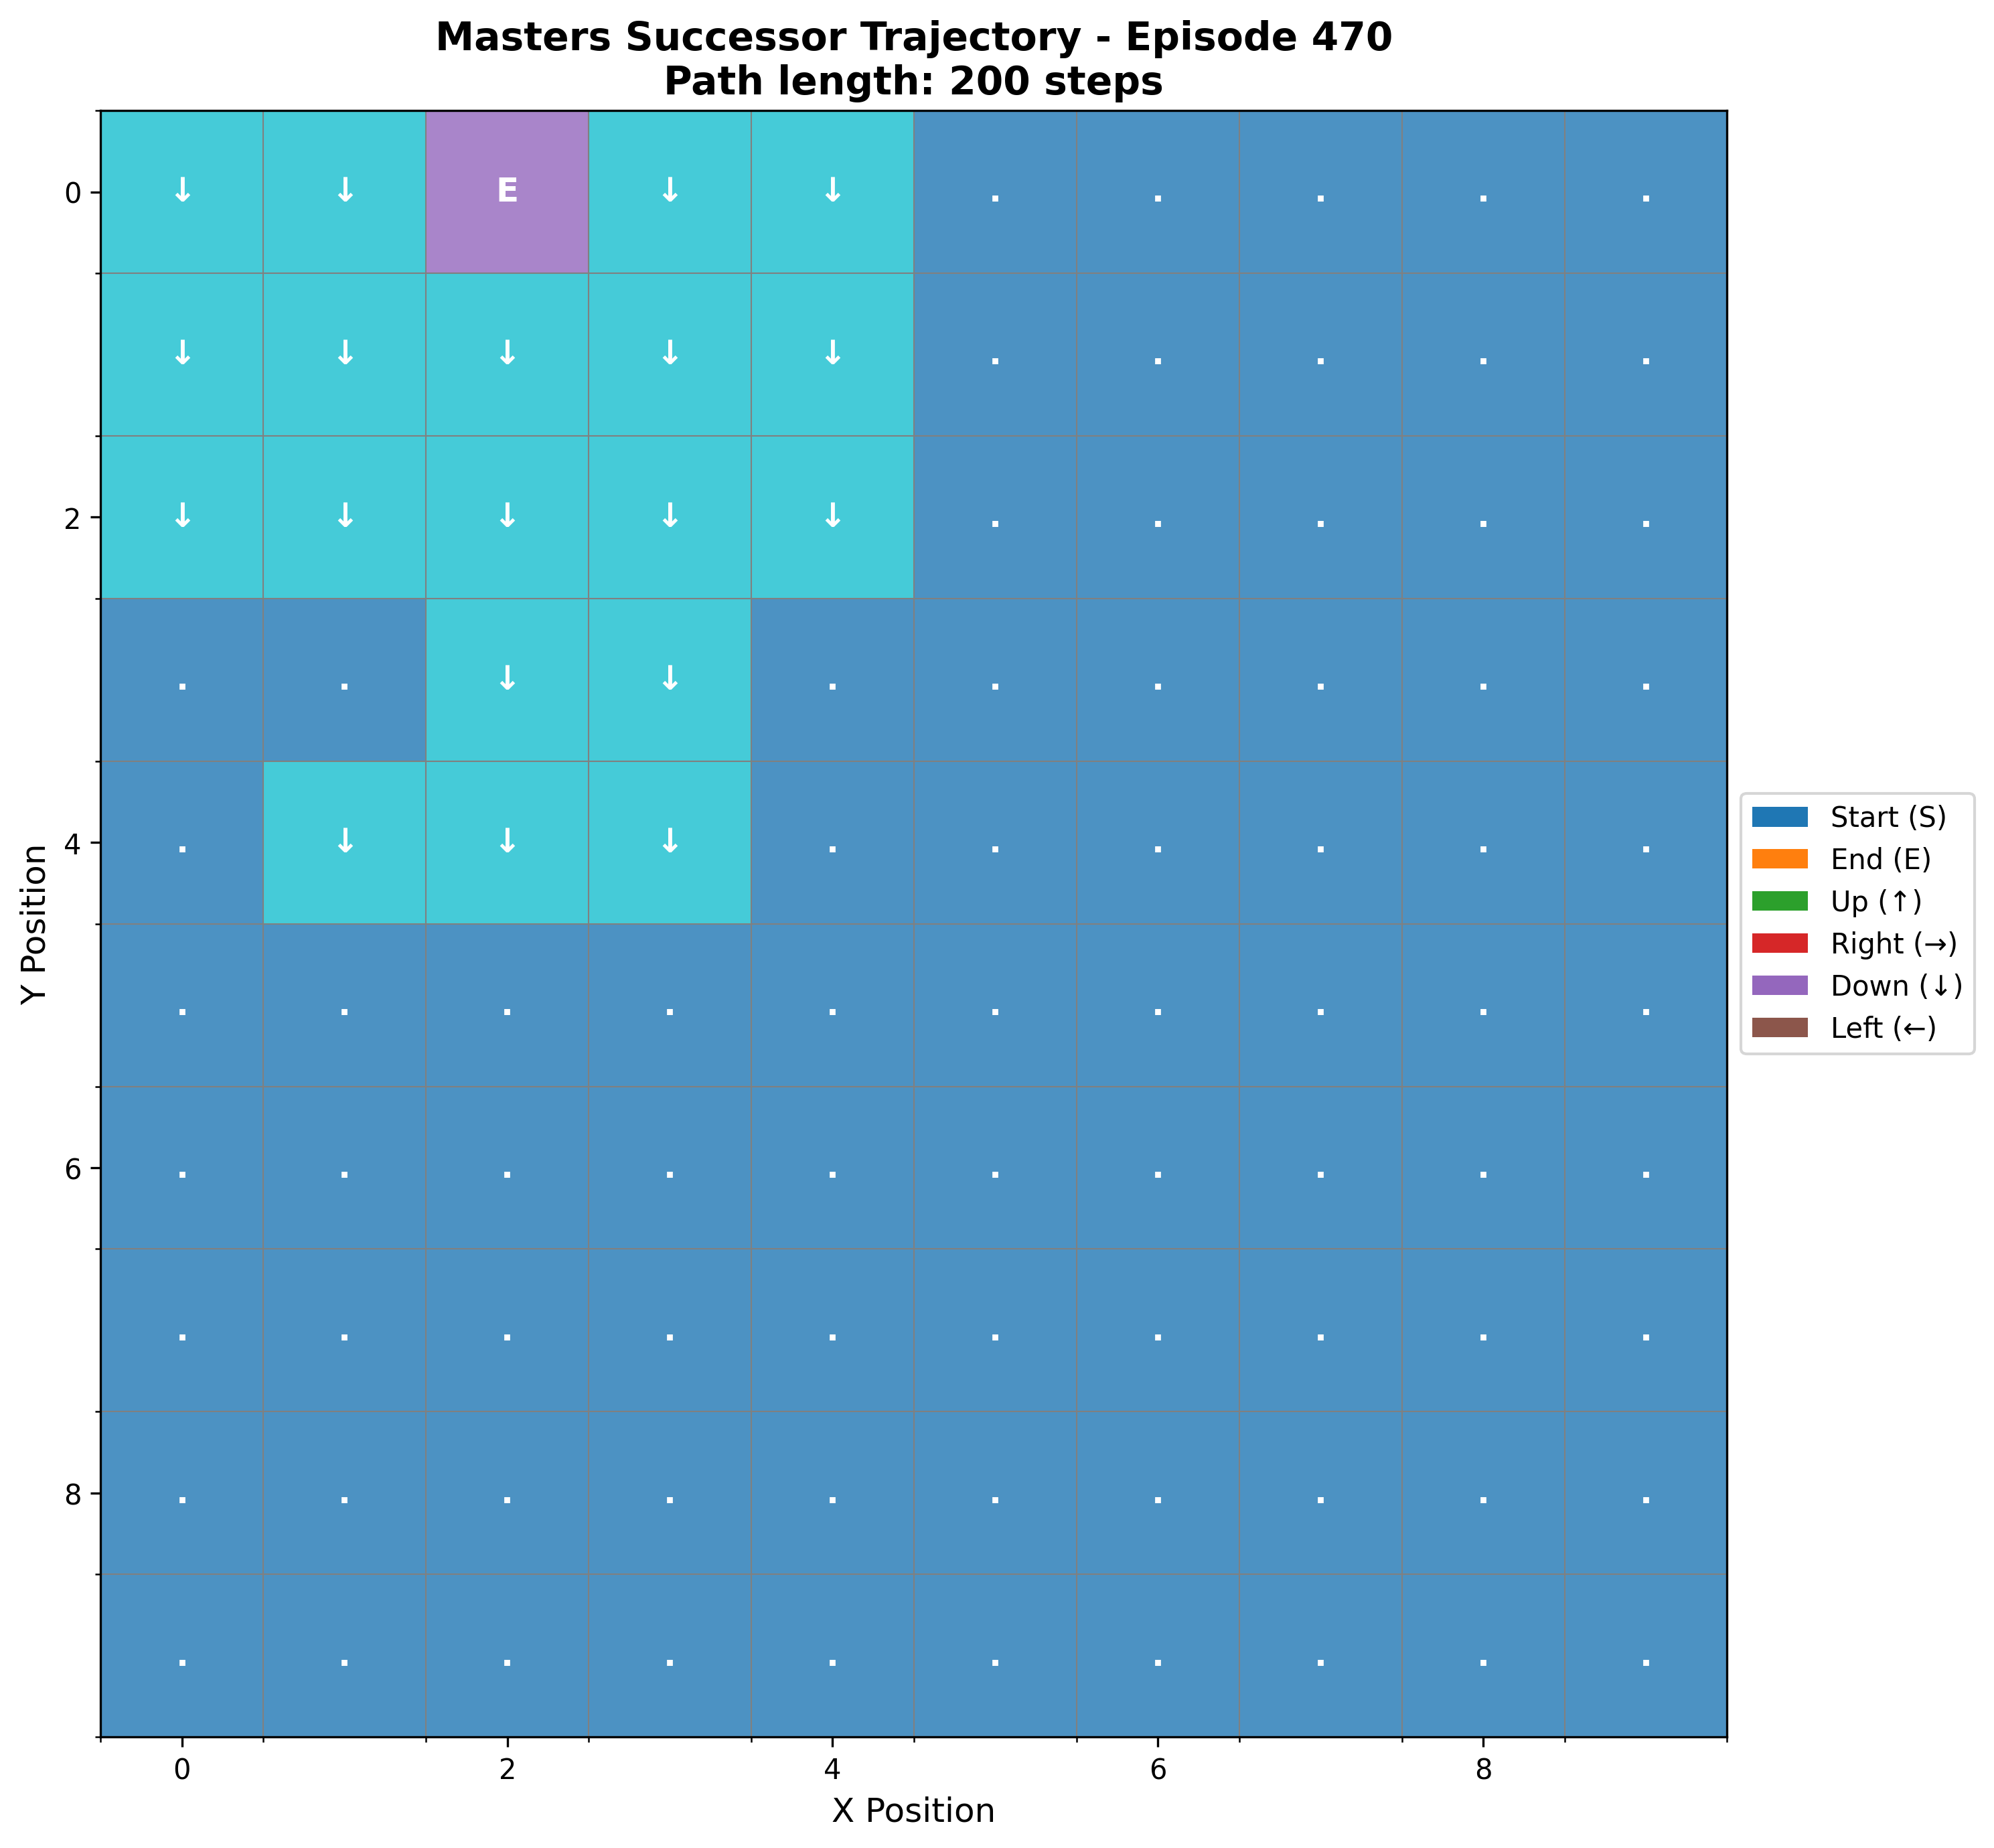 Masters Successor Trajectory - Episode 470
Path length: 200 steps
0 ↓ ↓ E ↓ ↓ . . . . .
↓ ↓ ↓ ↓ ↓ . . . . .
2 ↓ ↓ ↓ ↓ ↓ . . . . .
. . ↓ ↓ . . . . . .
4 . ↓ ↓ ↓ . . . . . .
. . . . . . . . . .
6 . . . . . . . . . .
. . . . . . . . . .
8 . . . . . . . . . .
. . . . . . . . . .
0 2 4 6 8
X Position
Y Position
Start (S)
End (E)
Up (↑)
Right (→)
Down (↓)
Left (←)